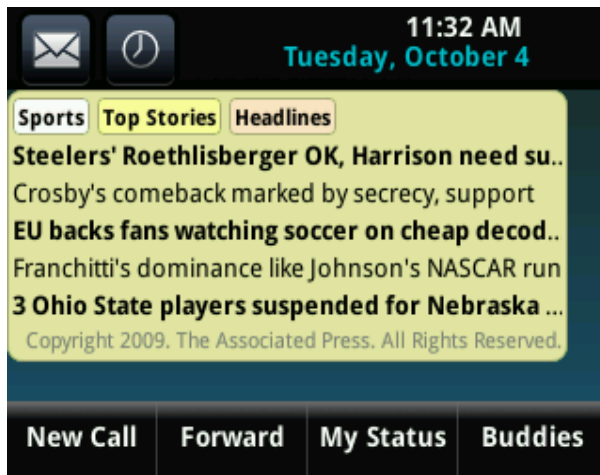 11:32 AM
Tuesday, October 4
Sports Top Stories Headlines
Steelers' Roethlisberger OK, Harrison need su..
Crosby's comeback marked by secrecy, support
EU backs fans watching soccer on cheap decod..
Franchitti's dominance like Johnson's NASCAR run
3 Ohio State players suspended for Nebraska ...
Copyright 2009. The Associated Press. All Rights Reserved.
New Call Forward My Status Buddies